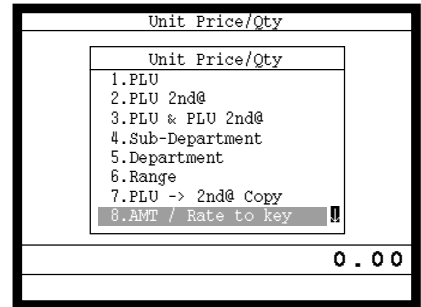 Unit Price/Qty
Unit Price/Qty
1.PLU
2.PLU 2nd@
3.PLU & PLU 2nd@
4.Sub-Department
5.Department
6.Range
7.PLU -> 2nd@ Copy
8.AMT / Rate to key
0.00